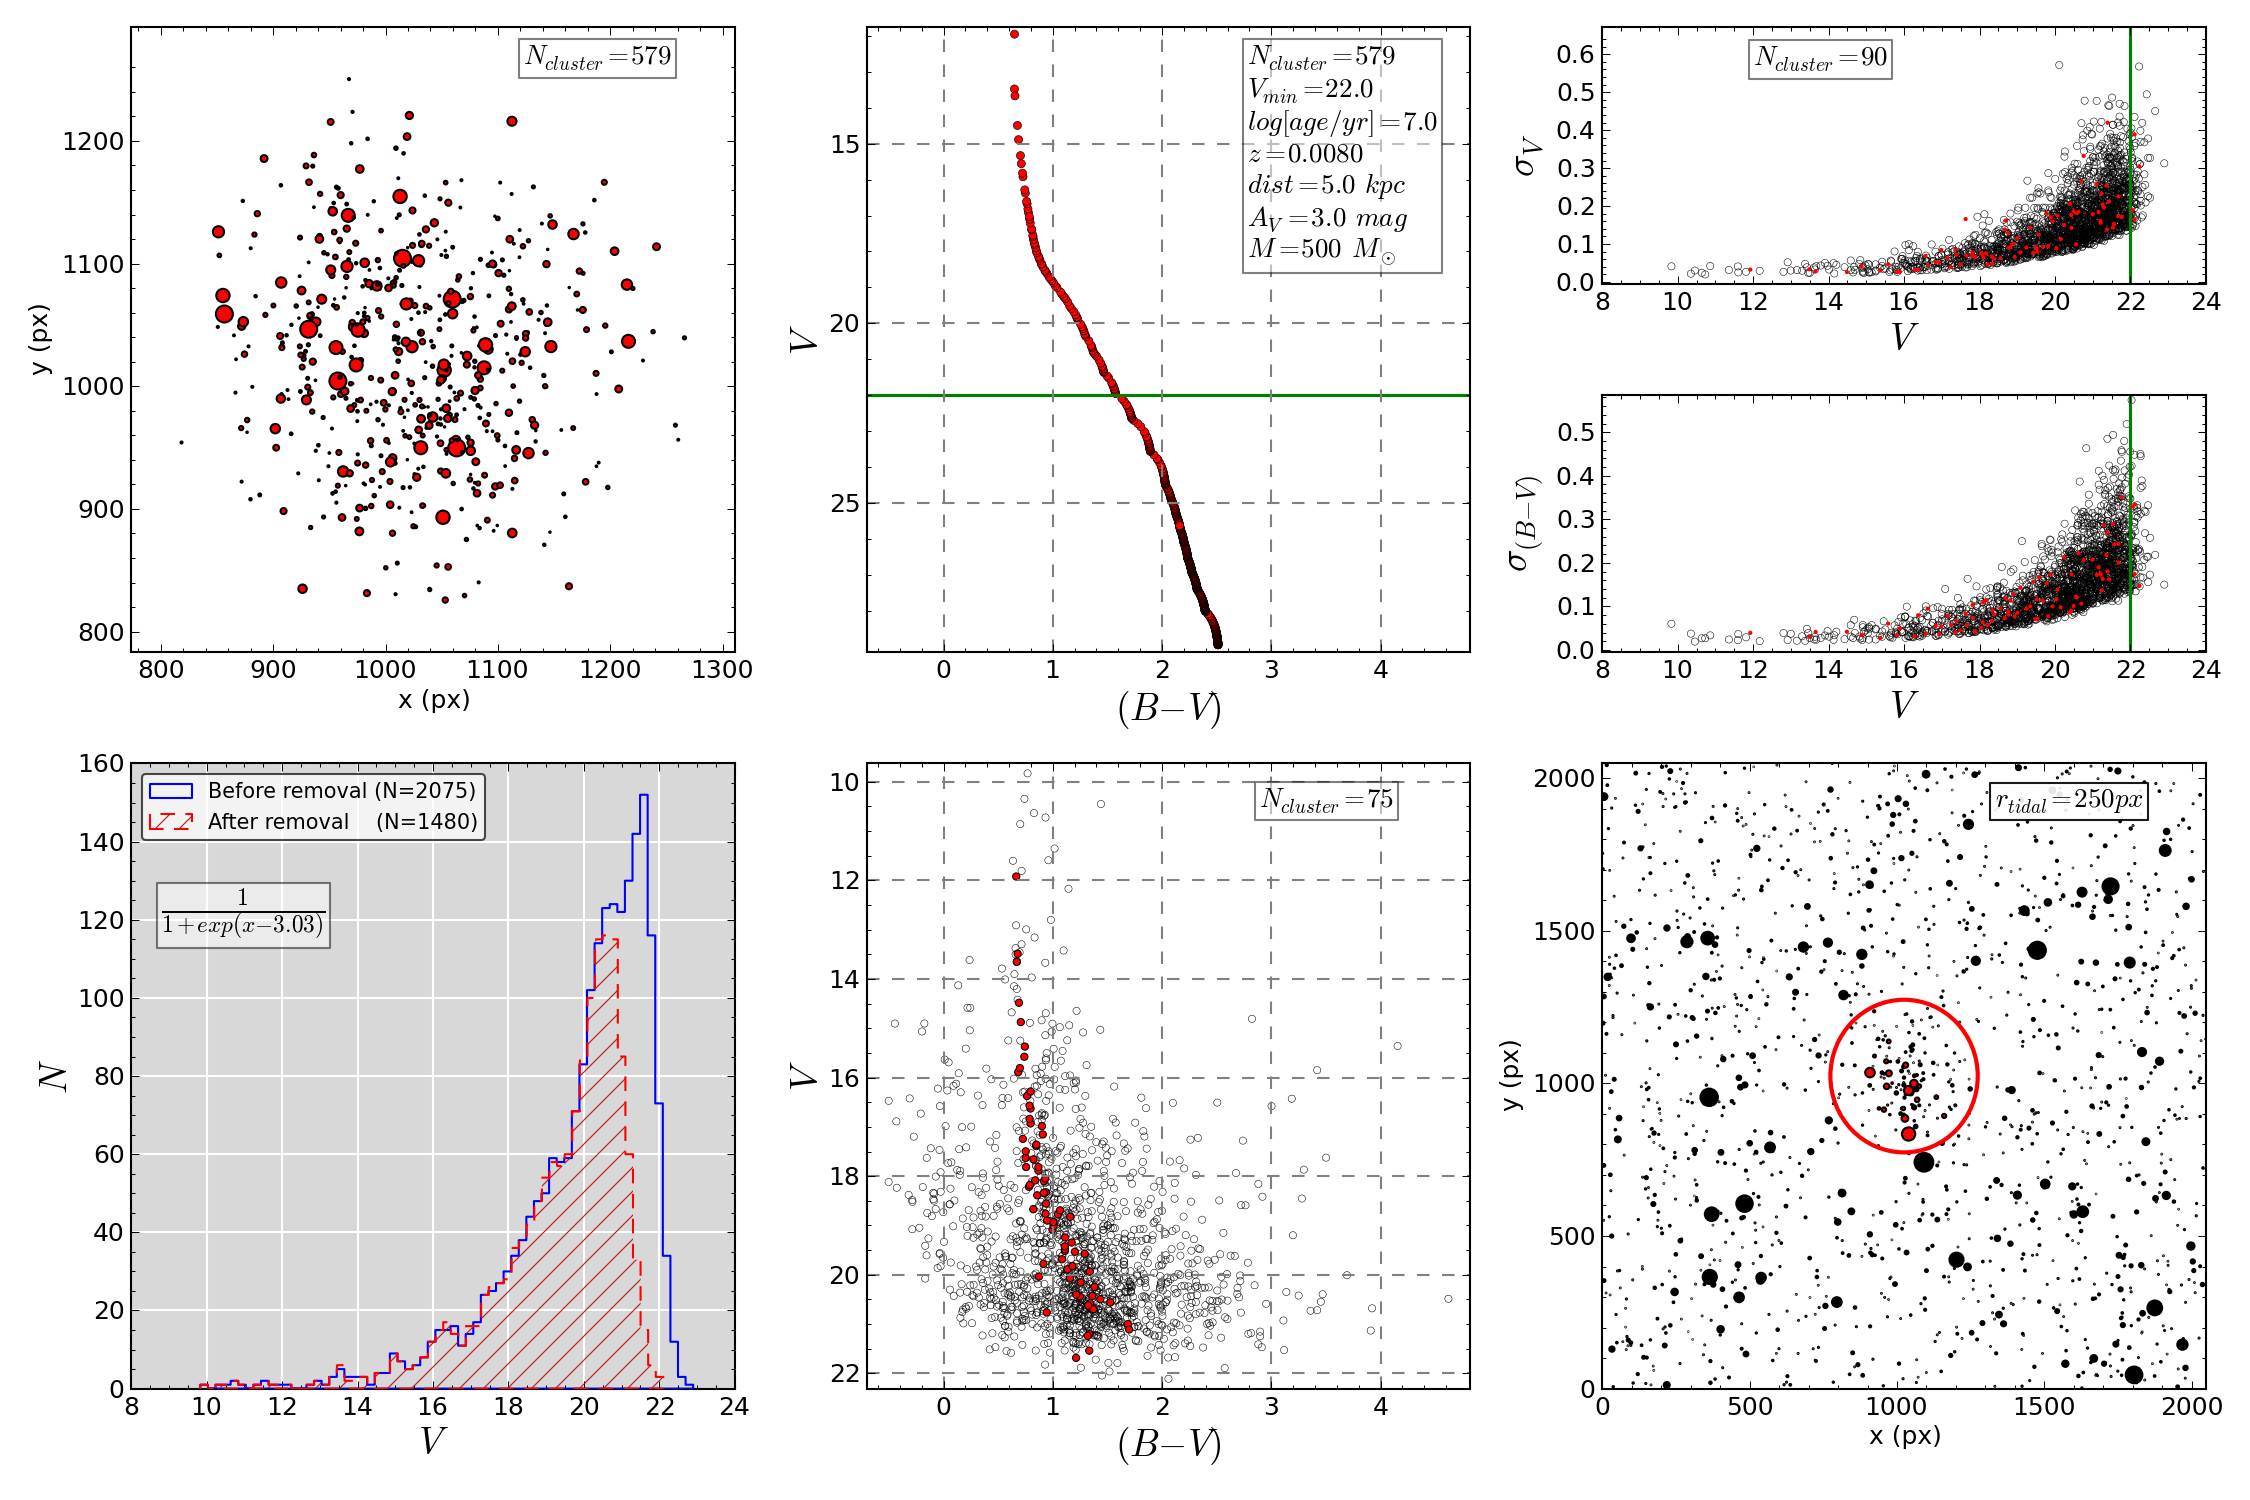 N_cluster=579
1200
1100
1000
900
800
y (px)
800 900 1000 1100 1200 1300
x (px)
N_cluster=579
V_min=22.0
log[age/yr]=7.0
z=0.0080
dist=5.0 kpc
A_V=3.0 mag
M=500 M_⊙
15
20
25
V
0 1 2 3 4
(B−V)
N_cluster=90
0.6
0.5
0.4
0.3
0.2
0.1
0.0
σ_V
8 10 12 14 16 18 20 22 24
V
0.5
0.4
0.3
0.2
0.1
0.0
σ_(B−V)
8 10 12 14 16 18 20 22 24
V
160
140
120
100
80
60
40
20
0
N
Before removal (N=2075)
After removal (N=1480)
1
1+exp(x−3.03)
8 10 12 14 16 18 20 22 24
V
N_cluster=75
10
12
14
16
18
20
22
V
0 1 2 3 4
(B−V)
r_tidal=250px
2000
1500
1000
500
0
y (px)
0 500 1000 1500 2000
x (px)